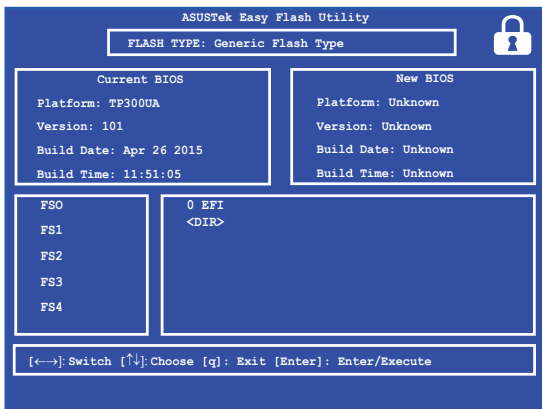 ASUSTek Easy Flash Utility
FLASH TYPE: Generic Flash Type
Current BIOS
Platform: TP300UA
Version: 101
Build Date: Apr 26 2015
Build Time: 11:51:05
New BIOS
Platform: Unknown
Version: Unknown
Build Date: Unknown
Build Time: Unknown
FSO
FS1
FS2
FS3
FS4
0 EFI
<DIR>
[←→]: Switch [↑↓]: Choose [q]: Exit [Enter]: Enter/Execute